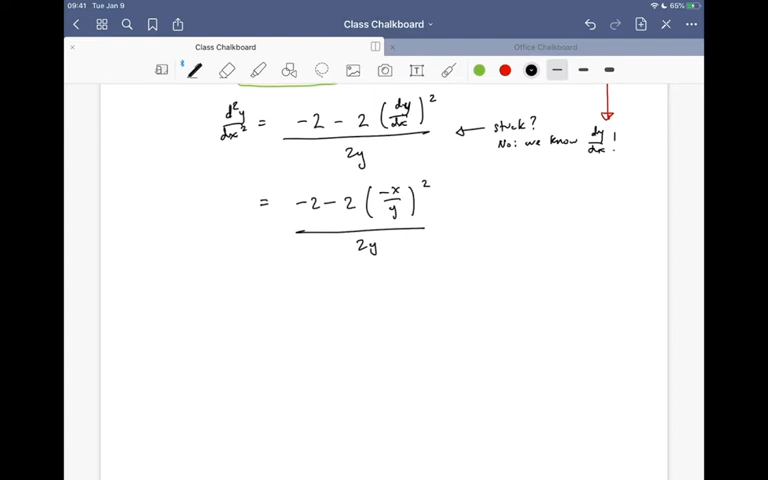 09:41 Tue Jan 9
65%
Class Chalkboard
Class Chalkboard
Office Chalkboard
d²y/dx² = (-2 - 2 (dy/dx)²) / 2y
stuck?
No: we know dy/dx !
= (-2 - 2 (-x/y)²) / 2y